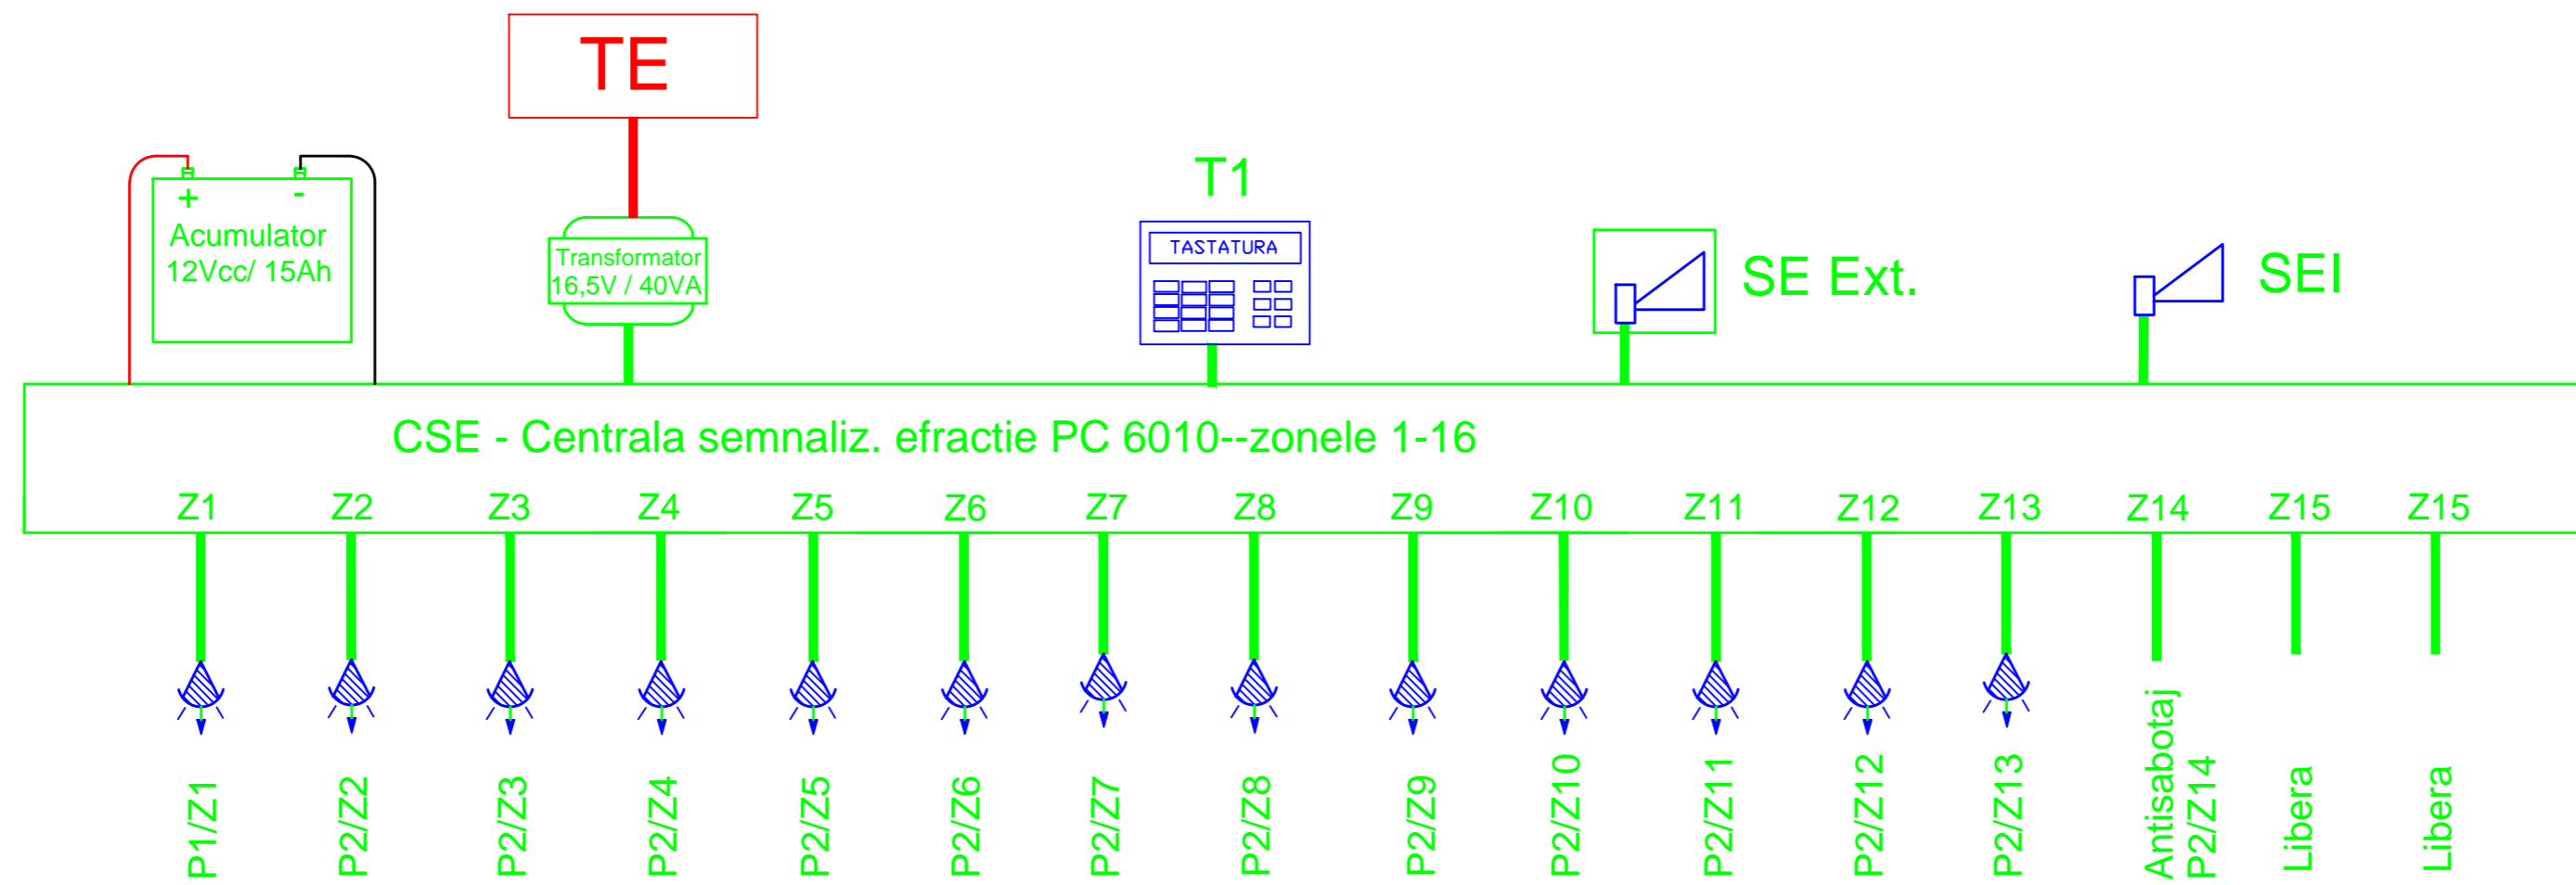 TE
T1
+ -
Acumulator
12Vcc/ 15Ah
Transformator
16,5V / 40VA
TASTATURA
SE Ext.
SEI
CSE - Centrala semnaliz. efractie PC 6010--zonele 1-16
Z1 Z2 Z3 Z4 Z5 Z6 Z7 Z8 Z9 Z10 Z11 Z12 Z13 Z14 Z15 Z15
P1/Z1
P2/Z2
P2/Z3
P2/Z4
P2/Z5
P2/Z6
P2/Z7
P2/Z8
P2/Z9
P2/Z10
P2/Z11
P2/Z12
P2/Z13
Antisabotaj
P2/Z14
Libera
Libera